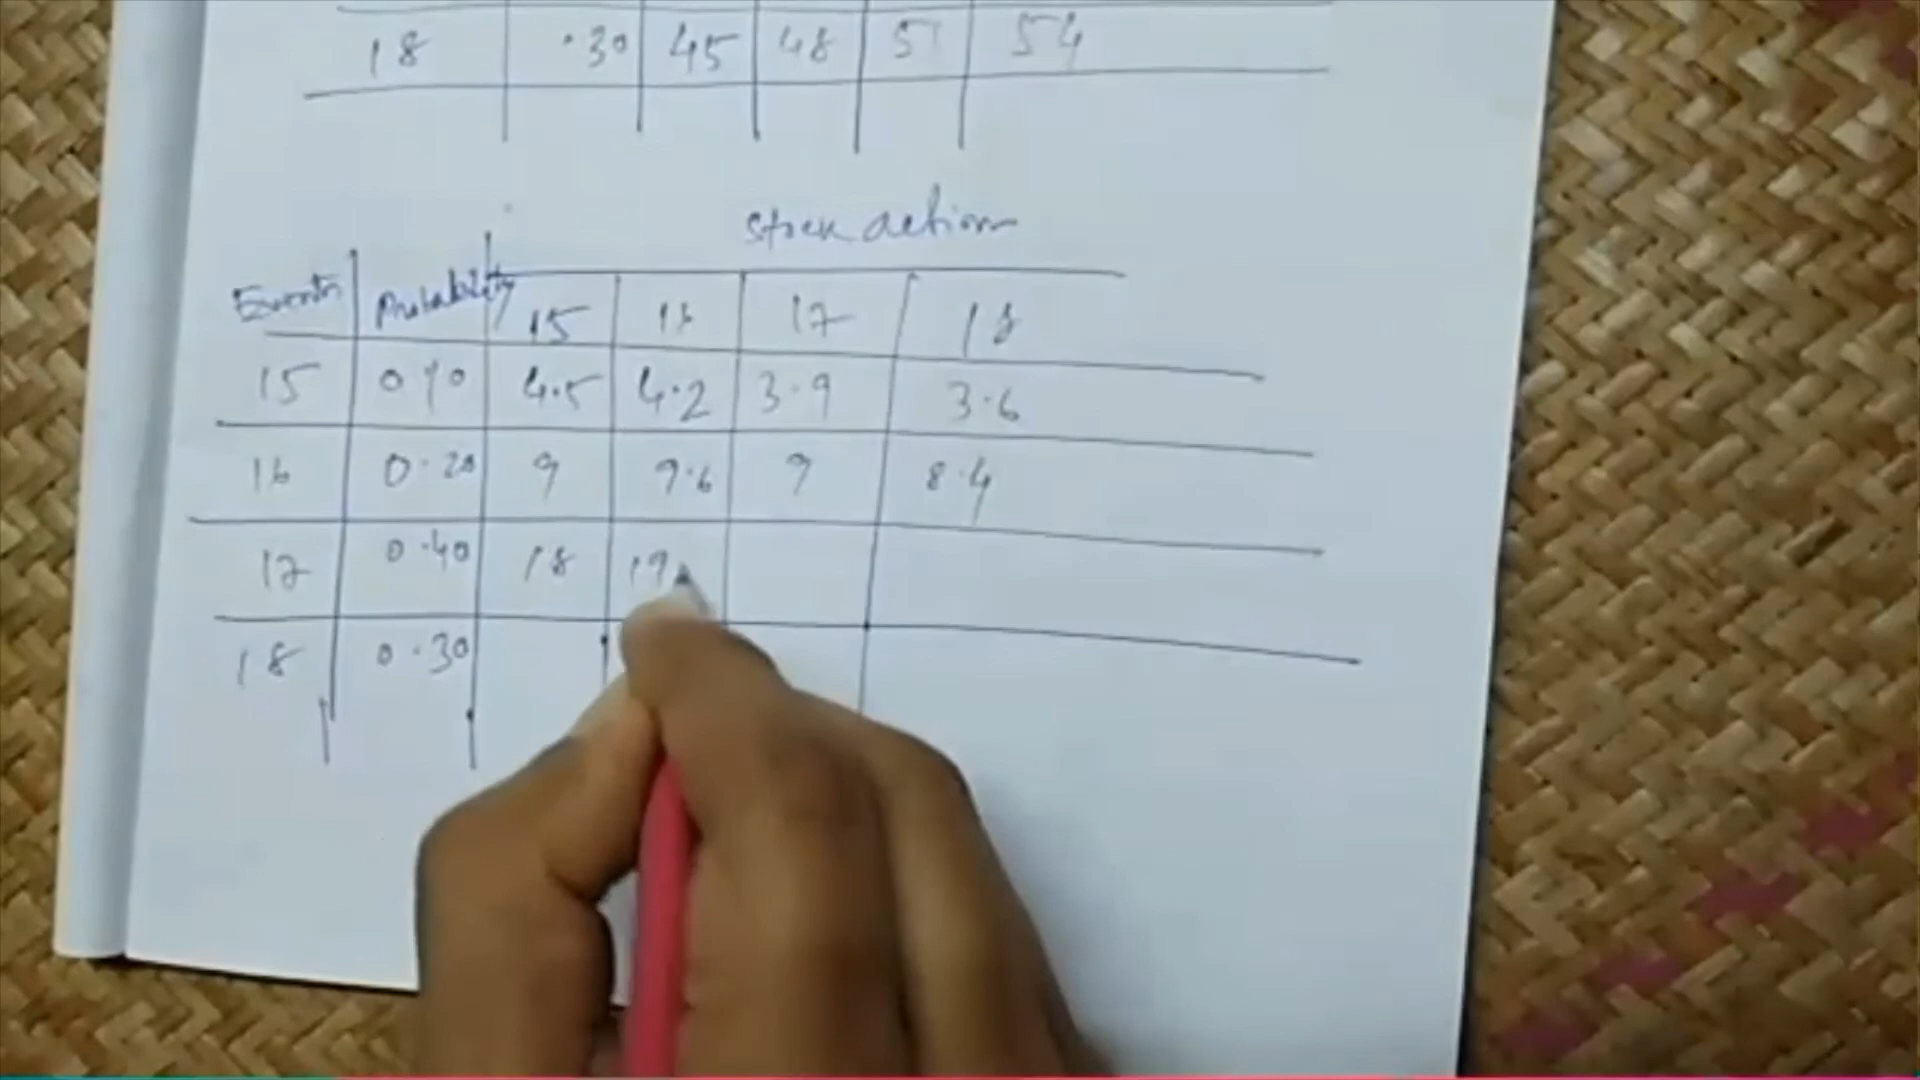 18 .30 45 48 51 54
Stock action
Events Probability 15 16 17 18
15 0.10 4.5 4.2 3.9 3.6
16 0.20 9 9.6 9 8.4
17 0.40 18 19.
18 0.30